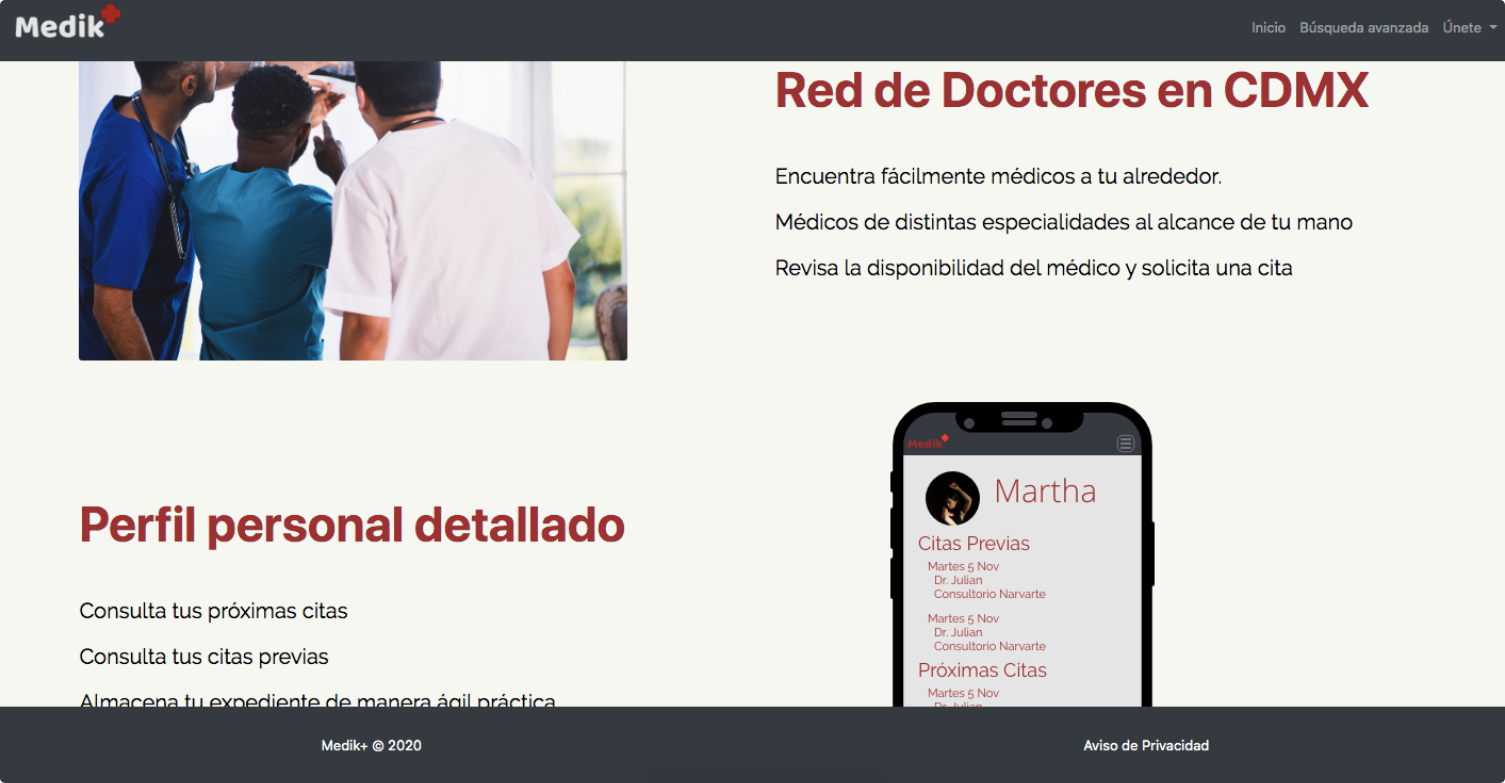 Medik+
Inicio Búsqueda avanzada Únete
Red de Doctores en CDMX
Encuentra fácilmente médicos a tu alrededor.
Médicos de distintas especialidades al alcance de tu mano
Revisa la disponibilidad del médico y solicita una cita
Perfil personal detallado
Consulta tus próximas citas
Consulta tus citas previas
Almacena tu expediente de manera ágil práctica
Medik+
Martha
Citas Previas
Martes 5 Nov
Dr. Julian
Consultorio Narvarte
Martes 5 Nov
Dr. Julian
Consultorio Narvarte
Próximas Citas
Martes 5 Nov
Dr. Julian
Medik+ © 2020
Aviso de Privacidad